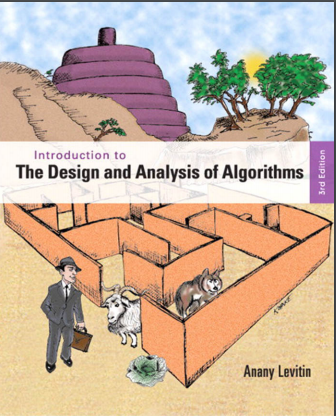 Introduction to
The Design and Analysis of Algorithms
3rd Edition
Anany Levitin